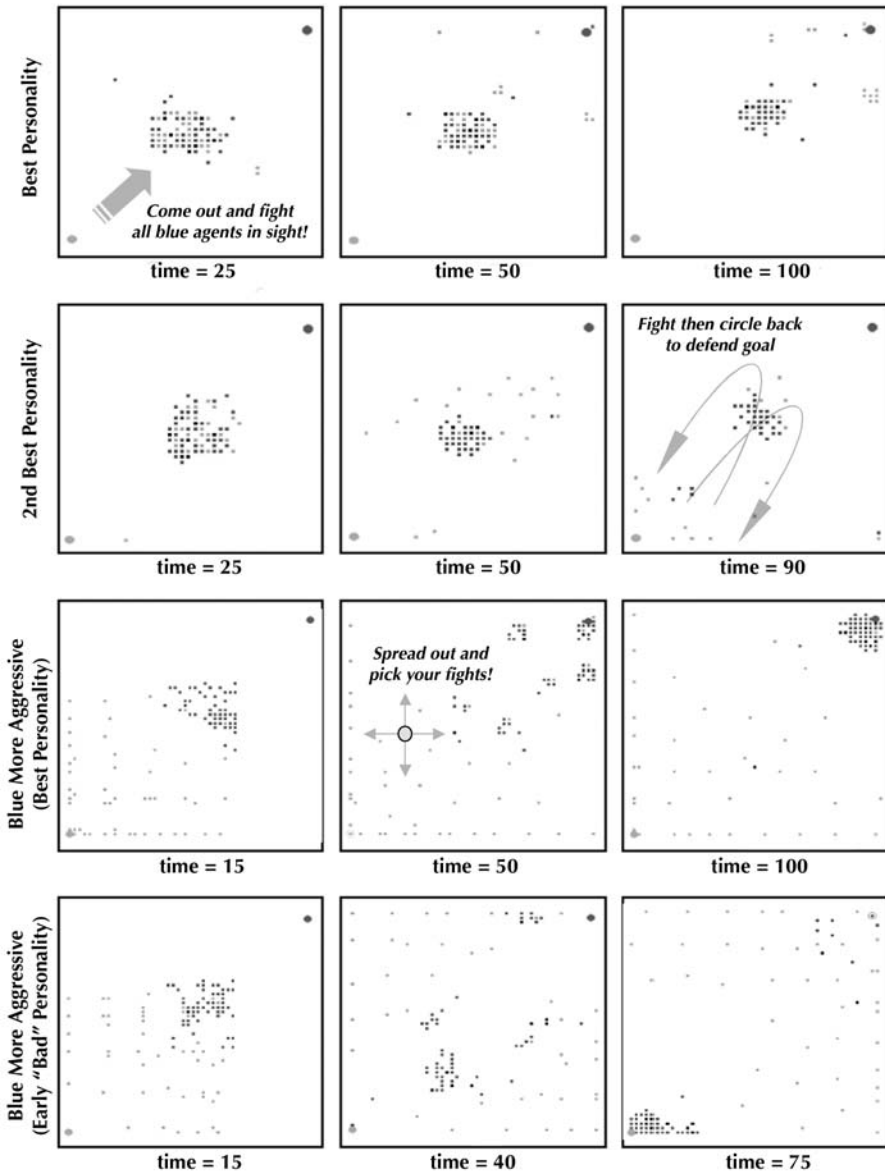 Best Personality
Come out and fight
all blue agents in sight!
time = 25
time = 50
time = 100
2nd Best Personality
Fight then circle back
to defend goal
time = 25
time = 50
time = 90
Blue More Aggressive
(Best Personality)
Spread out and
pick your fights!
time = 15
time = 50
time = 100
Blue More Aggressive
(Early “Bad” Personality)
time = 15
time = 40
time = 75